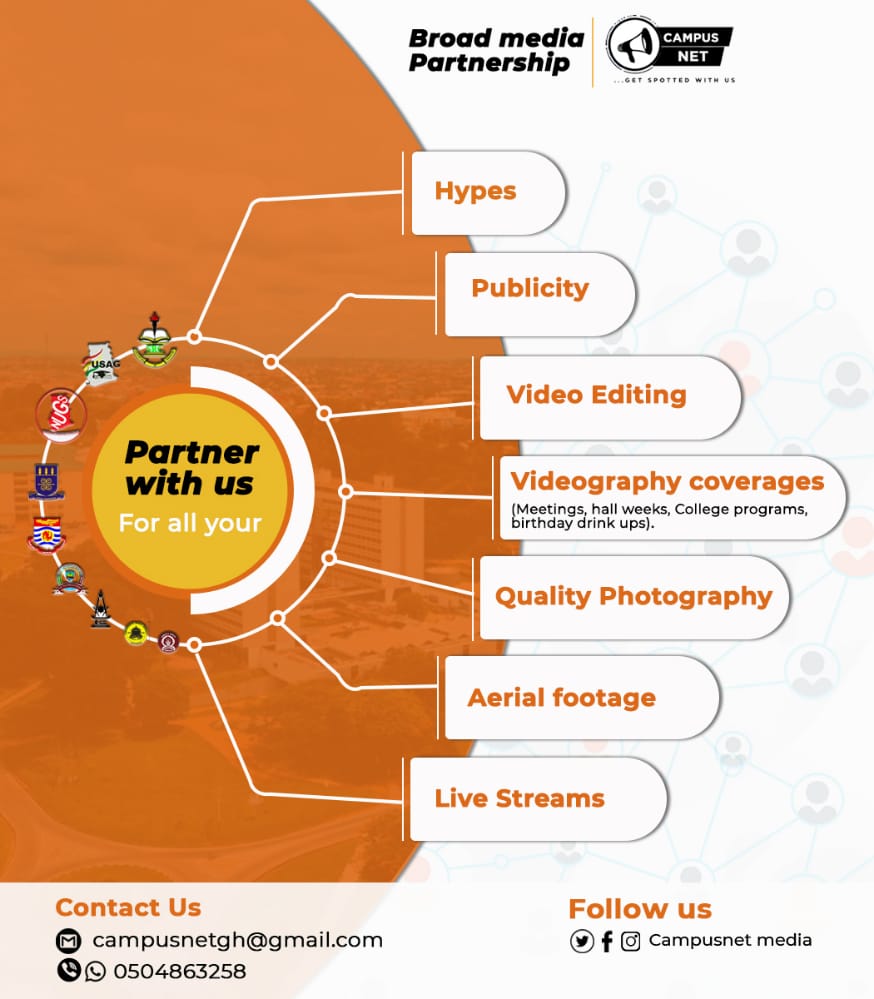 Broad media
Partnership
CAMPUS
NET
...GET SPOTTED WITH US
Hypes
Publicity
Video Editing
Videography coverages
(Meetings, hall weeks, College programs,
birthday drink ups).
Quality Photography
Aerial footage
Live Streams
USAG
NUGS
Partner
with us
For all your
Contact Us
campusnetgh@gmail.com
0504863258
Follow us
Campusnet media